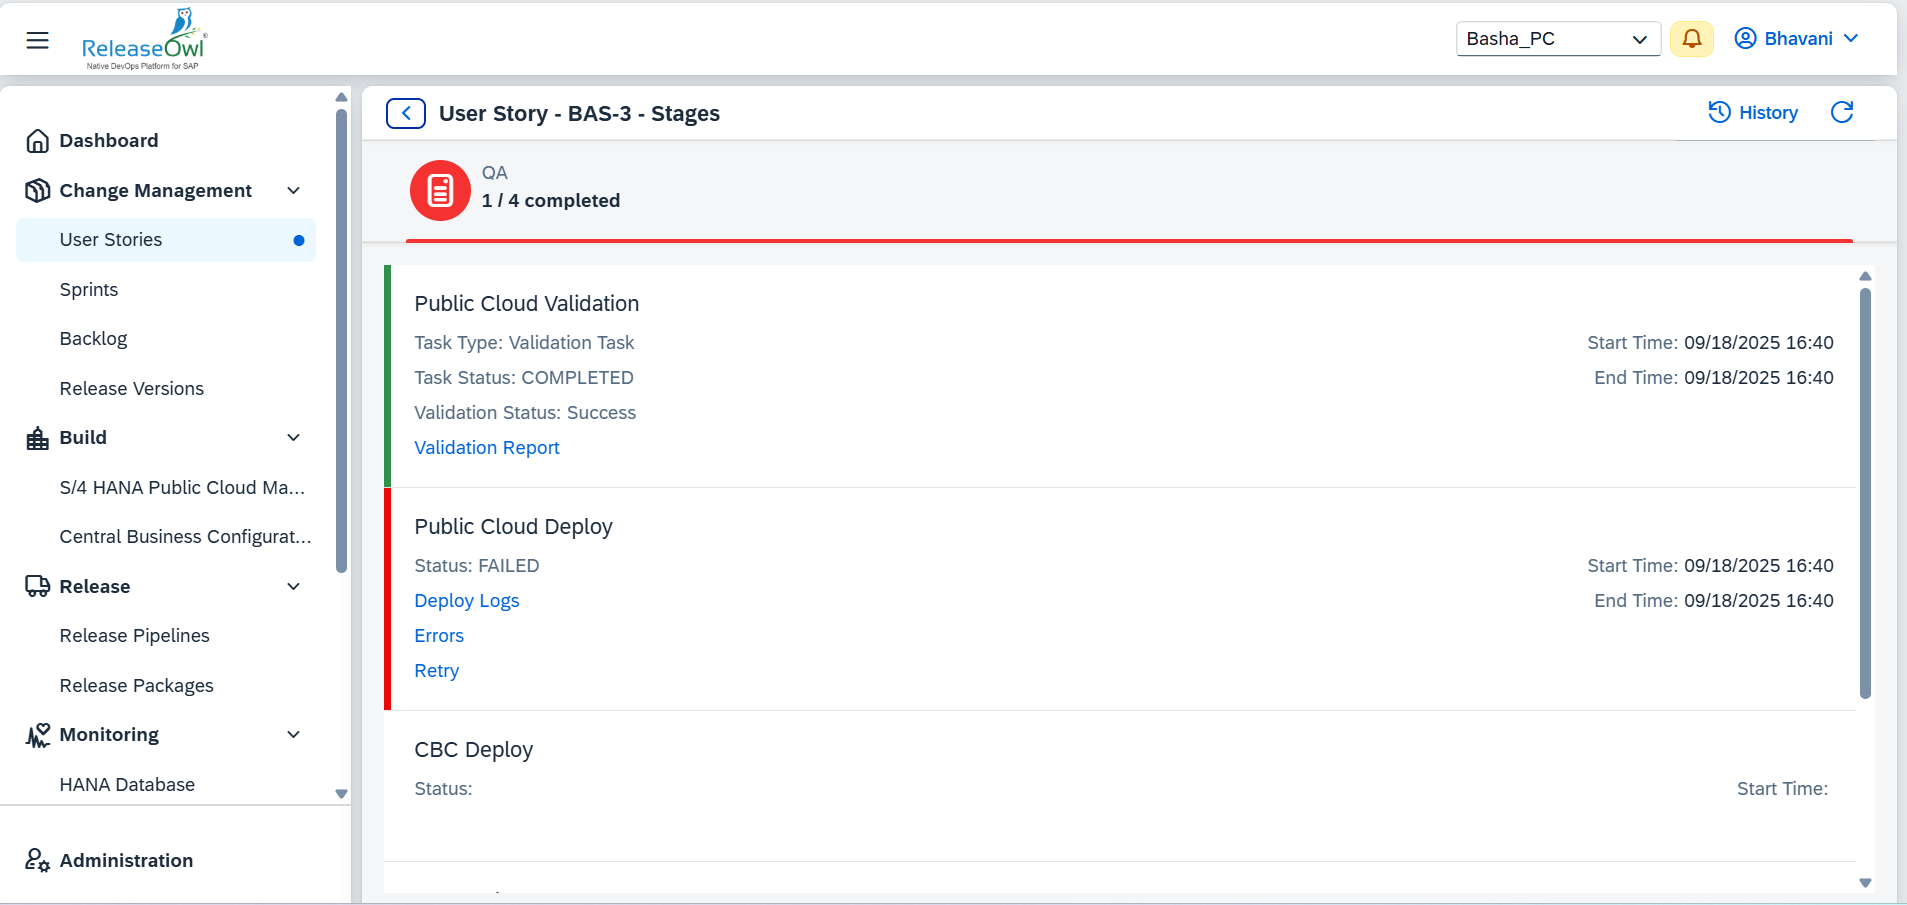 ReleaseOwl®
Native DevOps Platform for SAP
Basha_PC
Bhavani
Dashboard
Change Management
User Stories
Sprints
Backlog
Release Versions
Build
S/4 HANA Public Cloud Ma...
Central Business Configurat...
Release
Release Pipelines
Release Packages
Monitoring
HANA Database
Administration
User Story - BAS-3 - Stages
History
QA
1 / 4 completed
Public Cloud Validation
Task Type: Validation Task
Start Time: 09/18/2025 16:40
Task Status: COMPLETED
End Time: 09/18/2025 16:40
Validation Status: Success
Validation Report
Public Cloud Deploy
Status: FAILED
Start Time: 09/18/2025 16:40
Deploy Logs
End Time: 09/18/2025 16:40
Errors
Retry
CBC Deploy
Status:
Start Time: